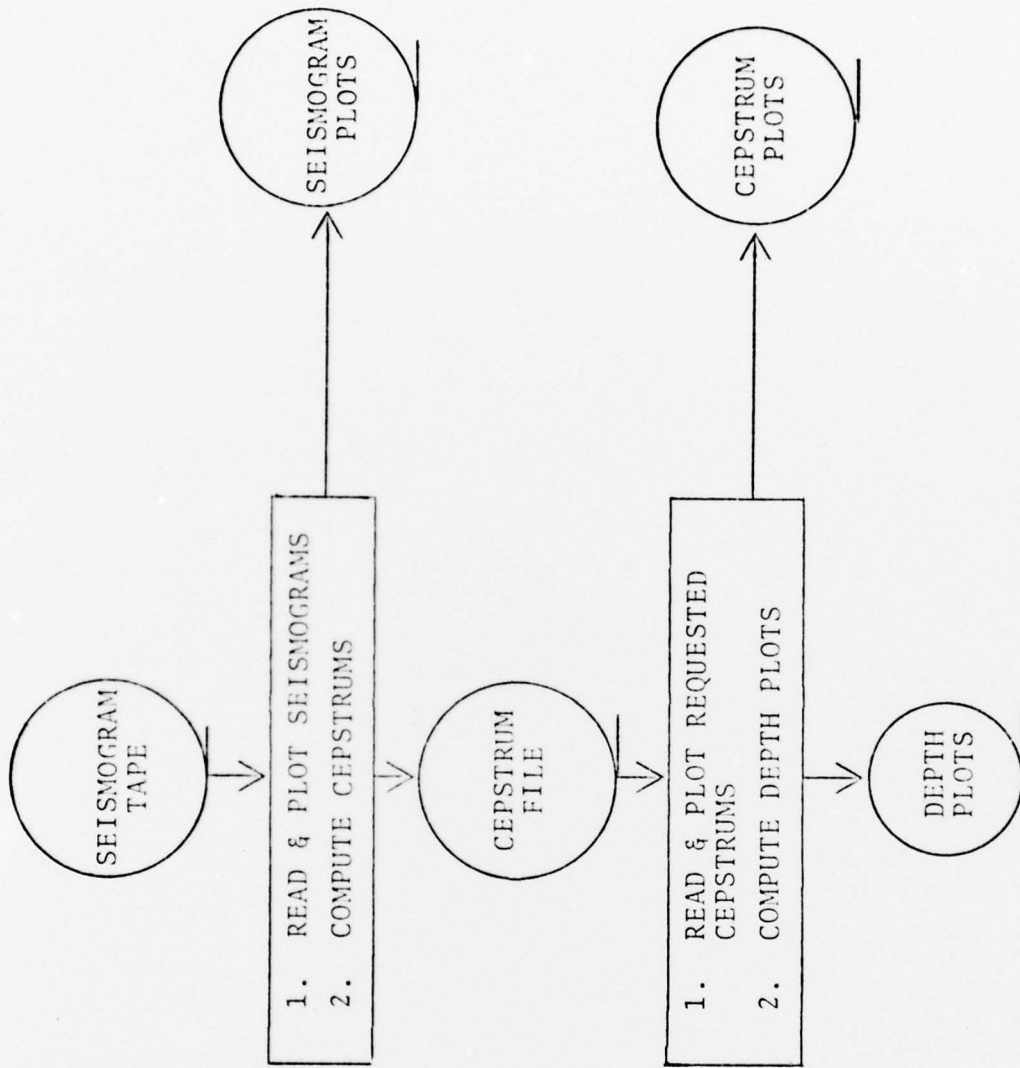 SEISMOGRAM
TAPE
1. READ & PLOT SEISMOGRAMS
2. COMPUTE CEPSTRUMS
SEISMOGRAM
PLOTS
CEPSTRUM
FILE
1. READ & PLOT REQUESTED
CEPSTRUMS
2. COMPUTE DEPTH PLOTS
CEPSTRUM
PLOTS
DEPTH
PLOTS